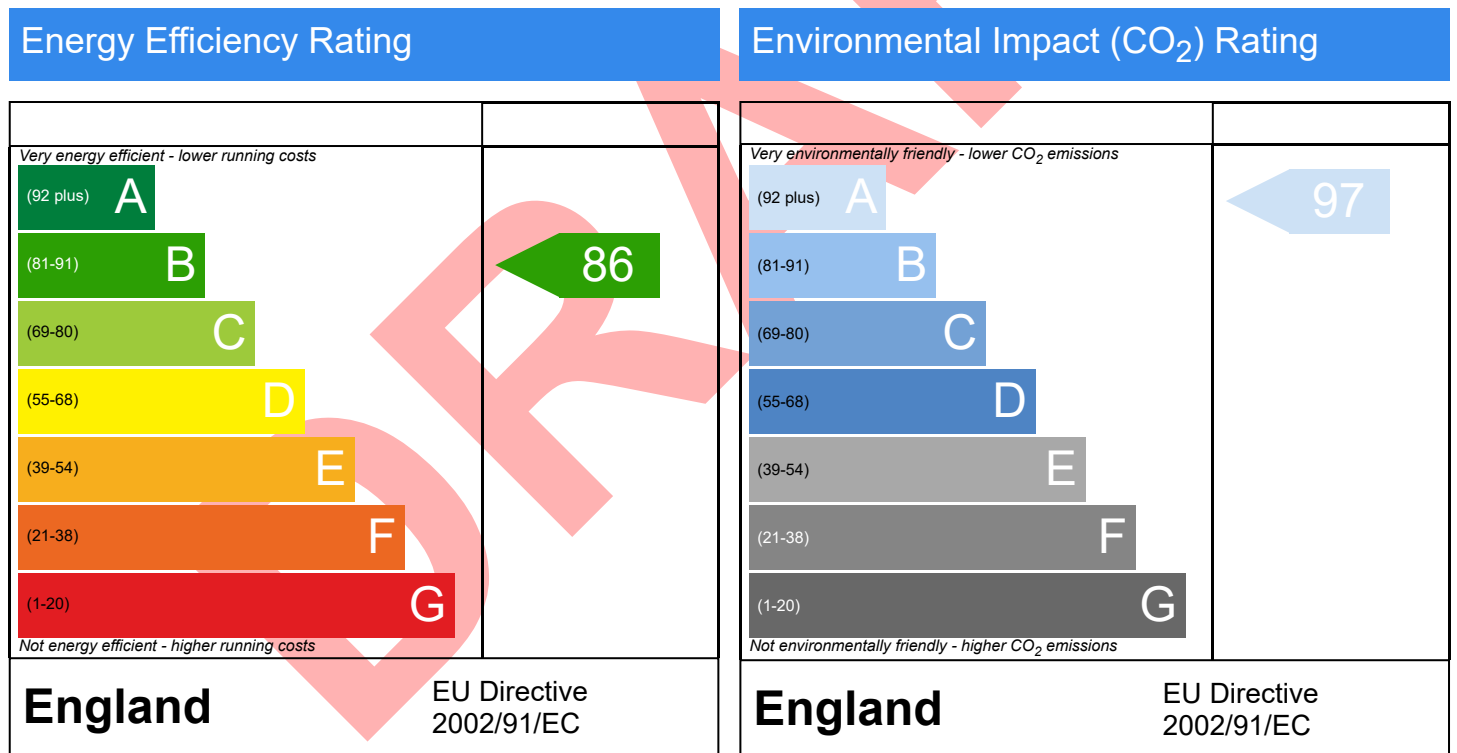 Energy Efficiency Rating
Very energy efficient - lower running costs
(92 plus) A
(81-91) B
86
(69-80) C
(55-68) D
(39-54) E
(21-38) F
(1-20) G
Not energy efficient - higher running costs
England
EU Directive
2002/91/EC
Environmental Impact (CO₂) Rating
Very environmentally friendly - lower CO₂ emissions
(92 plus) A
97
(81-91) B
(69-80) C
(55-68) D
(39-54) E
(21-38) F
(1-20) G
Not environmentally friendly - higher CO₂ emissions
England
EU Directive
2002/91/EC
DRA